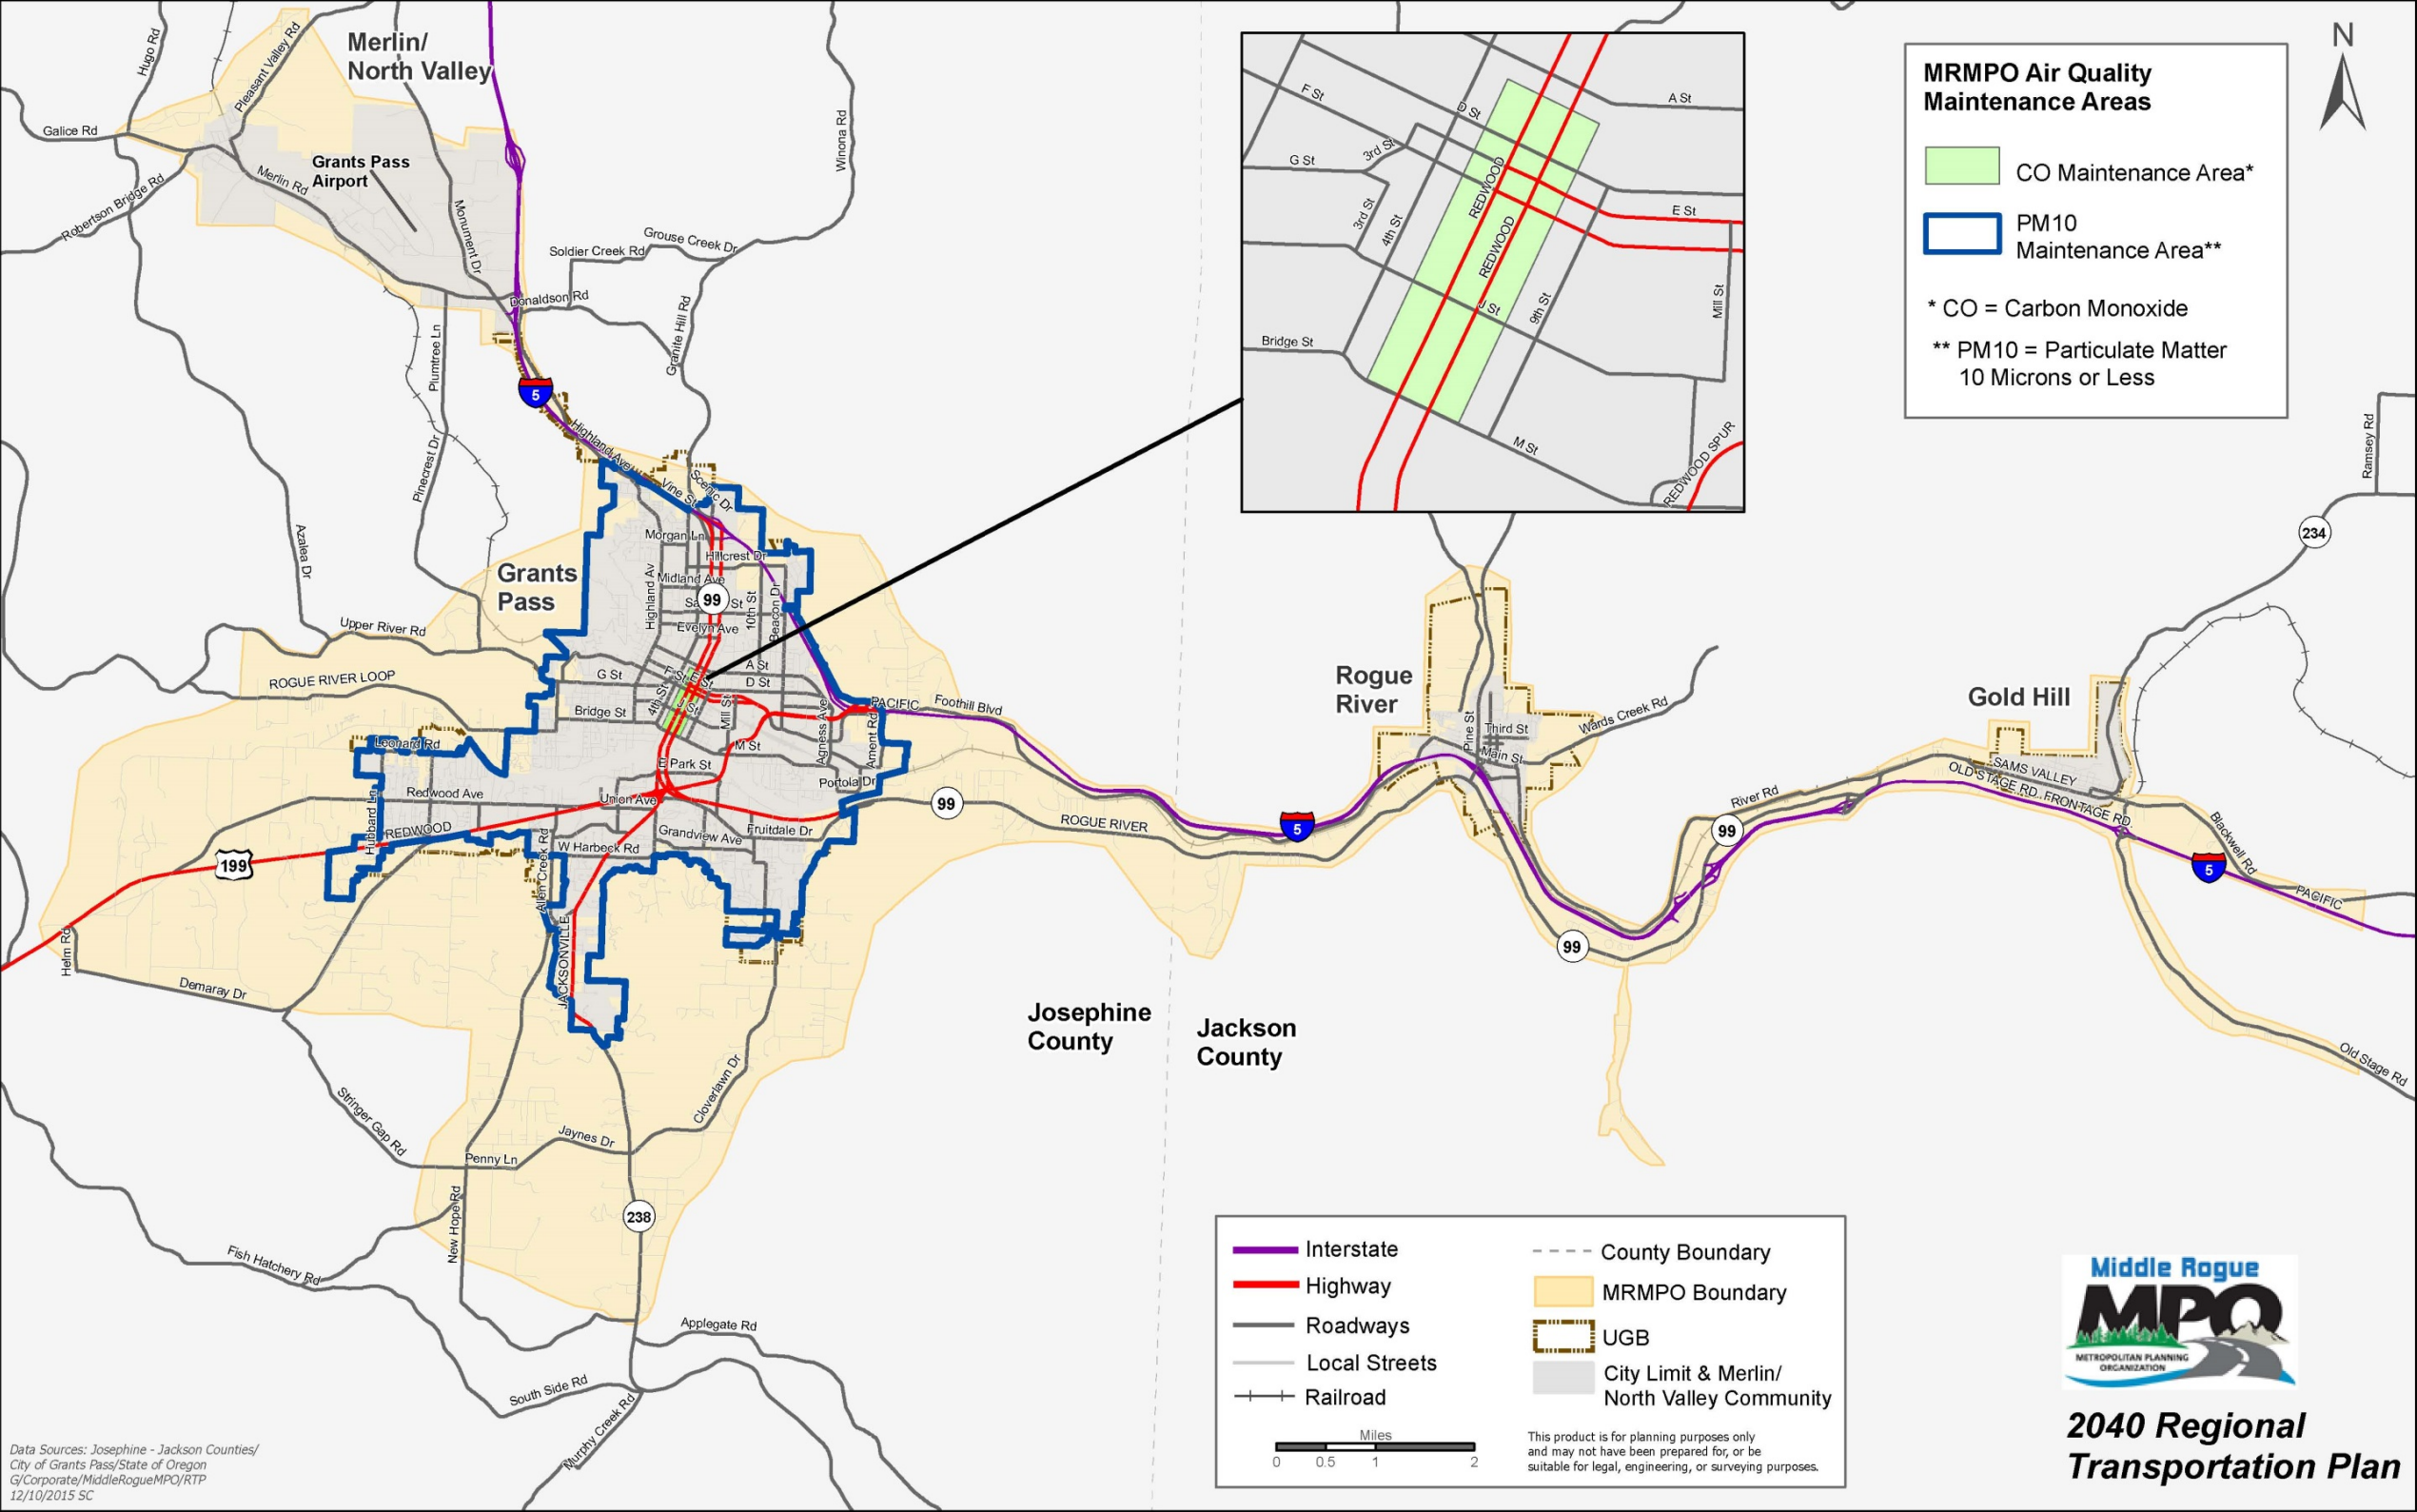 Merlin/
North Valley
Hugo Rd
Pleasant Valley Rd
Galice Rd
Robertson Bridge Rd
Merlin Rd
Grants Pass
Airport
Monument Dr
Winona Rd
Soldier Creek Rd
Grouse Creek Dr
Donaldson Rd
Granite Hill Rd
Plumtree Ln
Pinecrest Dr
5
Highland Ave
Vine St
Scenic Dr
Azalea Dr
Grants
Pass
Morgan Ln
Hillcrest Dr
Midland Ave
Highland Av
99
St
10th St
Beacon Dr
Evelyn Ave
Upper River Rd
ROGUE RIVER LOOP
A St
D St
E St
F St
G St
J St
4th St
Bridge St
Mill St
M St
Agness Ave
Ament Rd
PACIFIC
Foothill Blvd
Leonard Rd
E Park St
Portola Dr
Redwood Ave
Union Ave
Hubbard Ln
REDWOOD
Grandview Ave
Fruitdale Dr
W Harbeck Rd
Allen Creek Rd
199
99
ROGUE RIVER
5
Helm Rd
Demaray Dr
JACKSONVILLE
Stringer Gap Rd
Cloverlawn Dr
Jaynes Dr
Penny Ln
New Hope Rd
238
Fish Hatchery Rd
Applegate Rd
South Side Rd
Murphy Creek Rd
Josephine
County
Jackson
County
F St
D St
A St
G St
3rd St
3rd St
4th St
REDWOOD
REDWOOD
E St
J St
9th St
Mill St
Bridge St
M St
REDWOOD SPUR
Rogue
River
Pine St
Third St
Main St
Wards Creek Rd
99
99
River Rd
Gold Hill
SAMS VALLEY
OLD STAGE RD. FRONTAGE RD
Blackwell Rd
5
PACIFIC
Old Stage Rd
234
Ramsey Rd
MRMPO Air Quality
Maintenance Areas
CO Maintenance Area*
PM10
Maintenance Area**
* CO = Carbon Monoxide
** PM10 = Particulate Matter
10 Microns or Less
N
Interstate
Highway
Roadways
Local Streets
Railroad
Miles
0 0.5 1 2
County Boundary
MRMPO Boundary
UGB
City Limit & Merlin/
North Valley Community
This product is for planning purposes only
and may not have been prepared for, or be
suitable for legal, engineering, or surveying purposes.
Middle Rogue
MPO
METROPOLITAN PLANNING
ORGANIZATION
2040 Regional
Transportation Plan
Data Sources: Josephine - Jackson Counties/
City of Grants Pass/State of Oregon
G/Corporate/MiddleRogueMPO/RTP
12/10/2015 SC